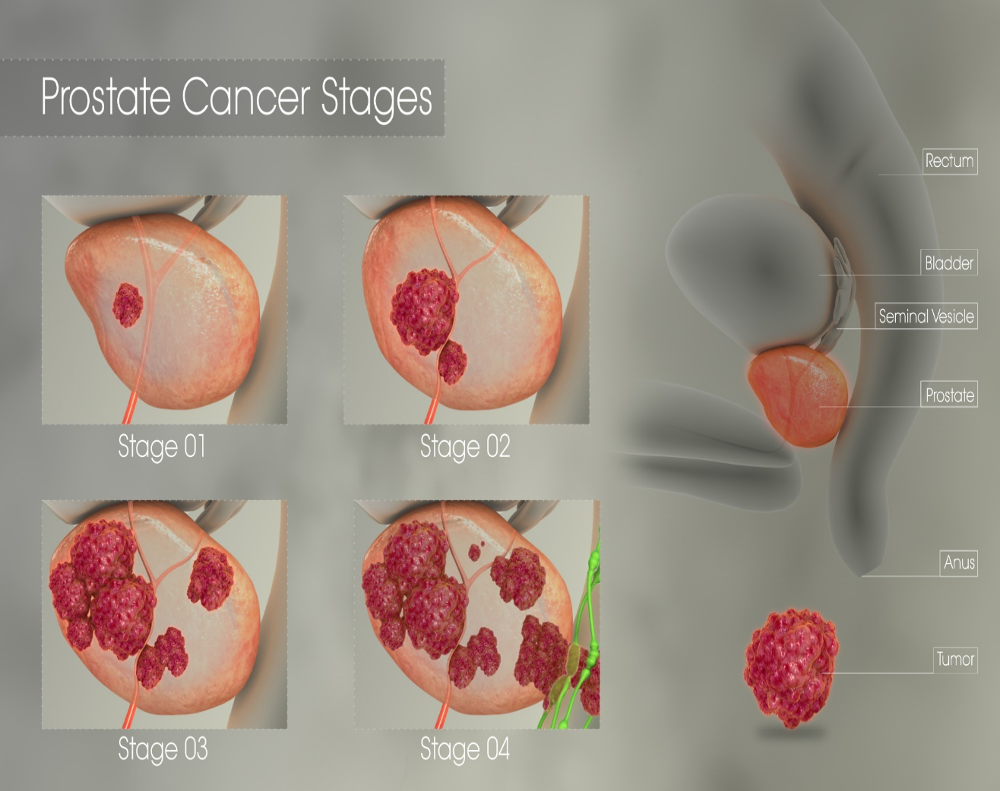 Prostate Cancer Stages
Stage 01
Stage 02
Stage 03
Stage 04
Rectum
Bladder
Seminal Vesicle
Prostate
Anus
Tumor